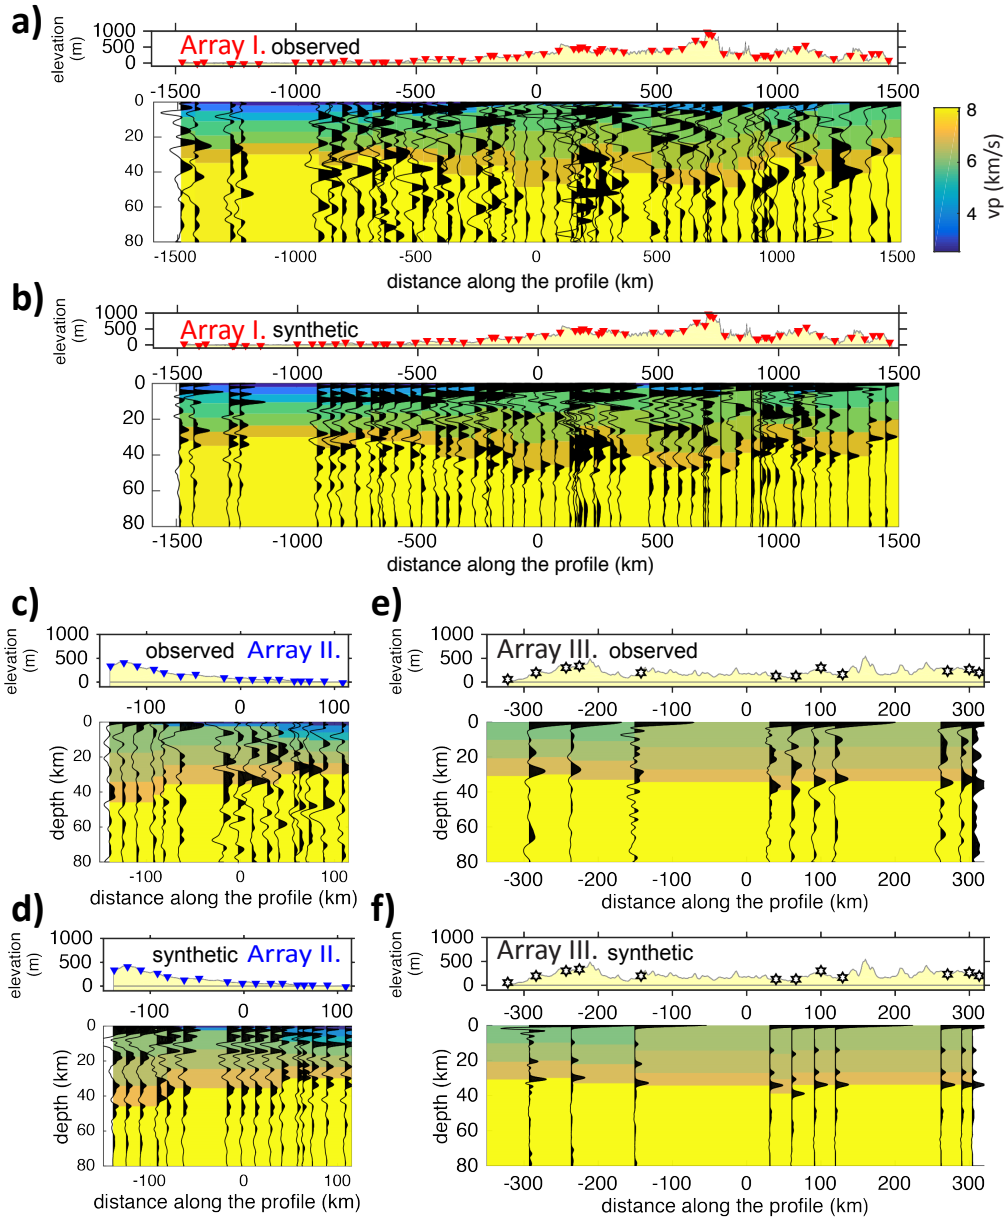 a)
elevation
(m)
1000
500
0
Array I. observed
-1500 -1000 -500 0 500 1000 1500
0
20
40
60
80
-1500 -1000 -500 0 500 1000 1500
distance along the profile (km)
8
6
4
vp (km/s)
b)
elevation
(m)
1000
500
0
Array I. synthetic
-1500 -1000 -500 0 500 1000 1500
0
20
40
60
80
-1500 -1000 -500 0 500 1000 1500
distance along the profile (km)
c)
elevation
(m)
1000
500
0
observed Array II.
-100 0 100
depth (km)
0
20
40
60
80
-100 0 100
distance along the profile (km)
d)
elevation
(m)
1000
500
0
synthetic Array II.
-100 0 100
depth (km)
0
20
40
60
80
-100 0 100
distance along the profile (km)
e)
elevation
(m)
1000
500
0
Array III. observed
-300 -200 -100 0 100 200 300
depth (km)
0
20
40
60
80
-300 -200 -100 0 100 200 300
distance along the profile (km)
f)
elevation
(m)
1000
500
0
Array III. synthetic
-300 -200 -100 0 100 200 300
depth (km)
0
20
40
60
80
-300 -200 -100 0 100 200 300
distance along the profile (km)